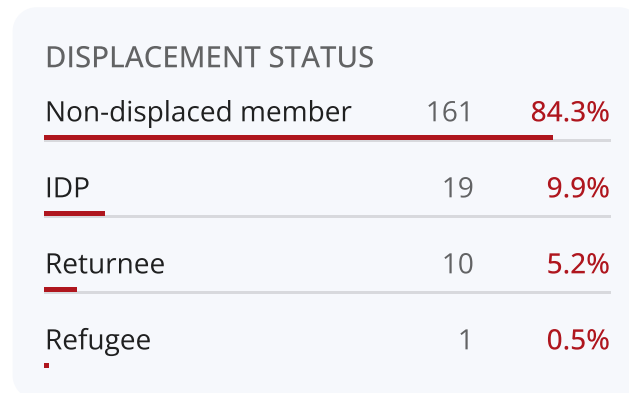 DISPLACEMENT STATUS
Non-displaced member 161 84.3%
IDP 19 9.9%
Returnee 10 5.2%
Refugee 1 0.5%